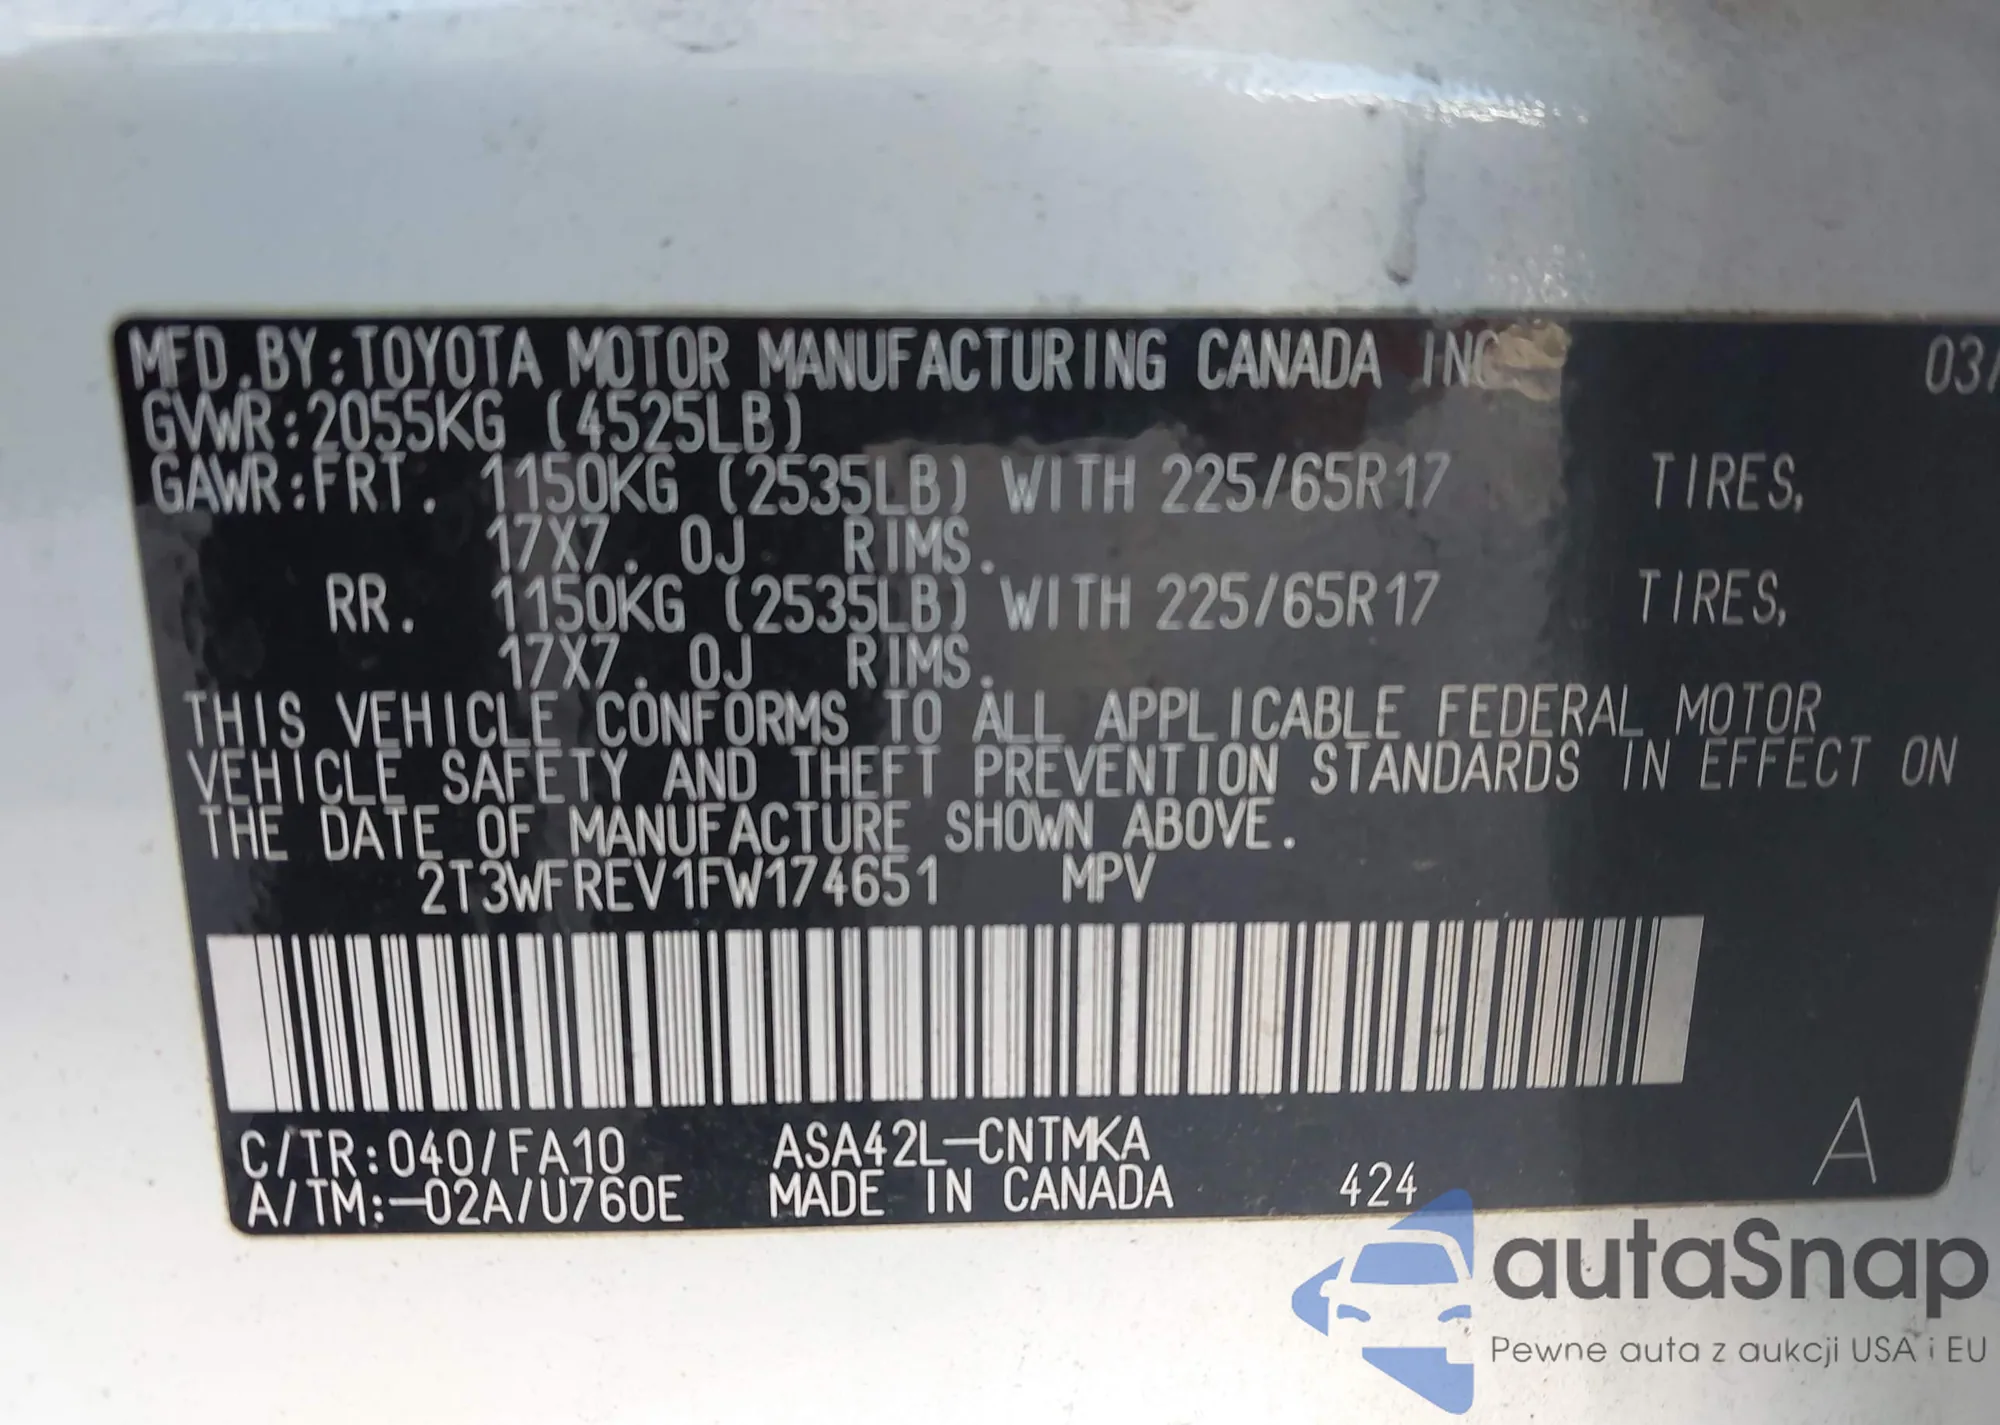 MFD.BY:TOYOTA MOTOR MANUFACTURING CANADA INC 03/
GVWR:2055KG (4525LB)
GAWR:FRT. 1150KG (2535LB) WITH 225/65R17 TIRES,
17X7.0J RIMS.
RR. 1150KG (2535LB) WITH 225/65R17 TIRES,
17X7.0J RIMS.
THIS VEHICLE CONFORMS TO ALL APPLICABLE FEDERAL MOTOR
VEHICLE SAFETY AND THEFT PREVENTION STANDARDS IN EFFECT ON
THE DATE OF MANUFACTURE SHOWN ABOVE.
2T3WFREV1FW174651 MPV
C/TR:040/FA10 ASA42L-CNTMKA A
A/TM:-02A/U760E MADE IN CANADA 424
autaSnap
Pewne auta z aukcji USA i EU